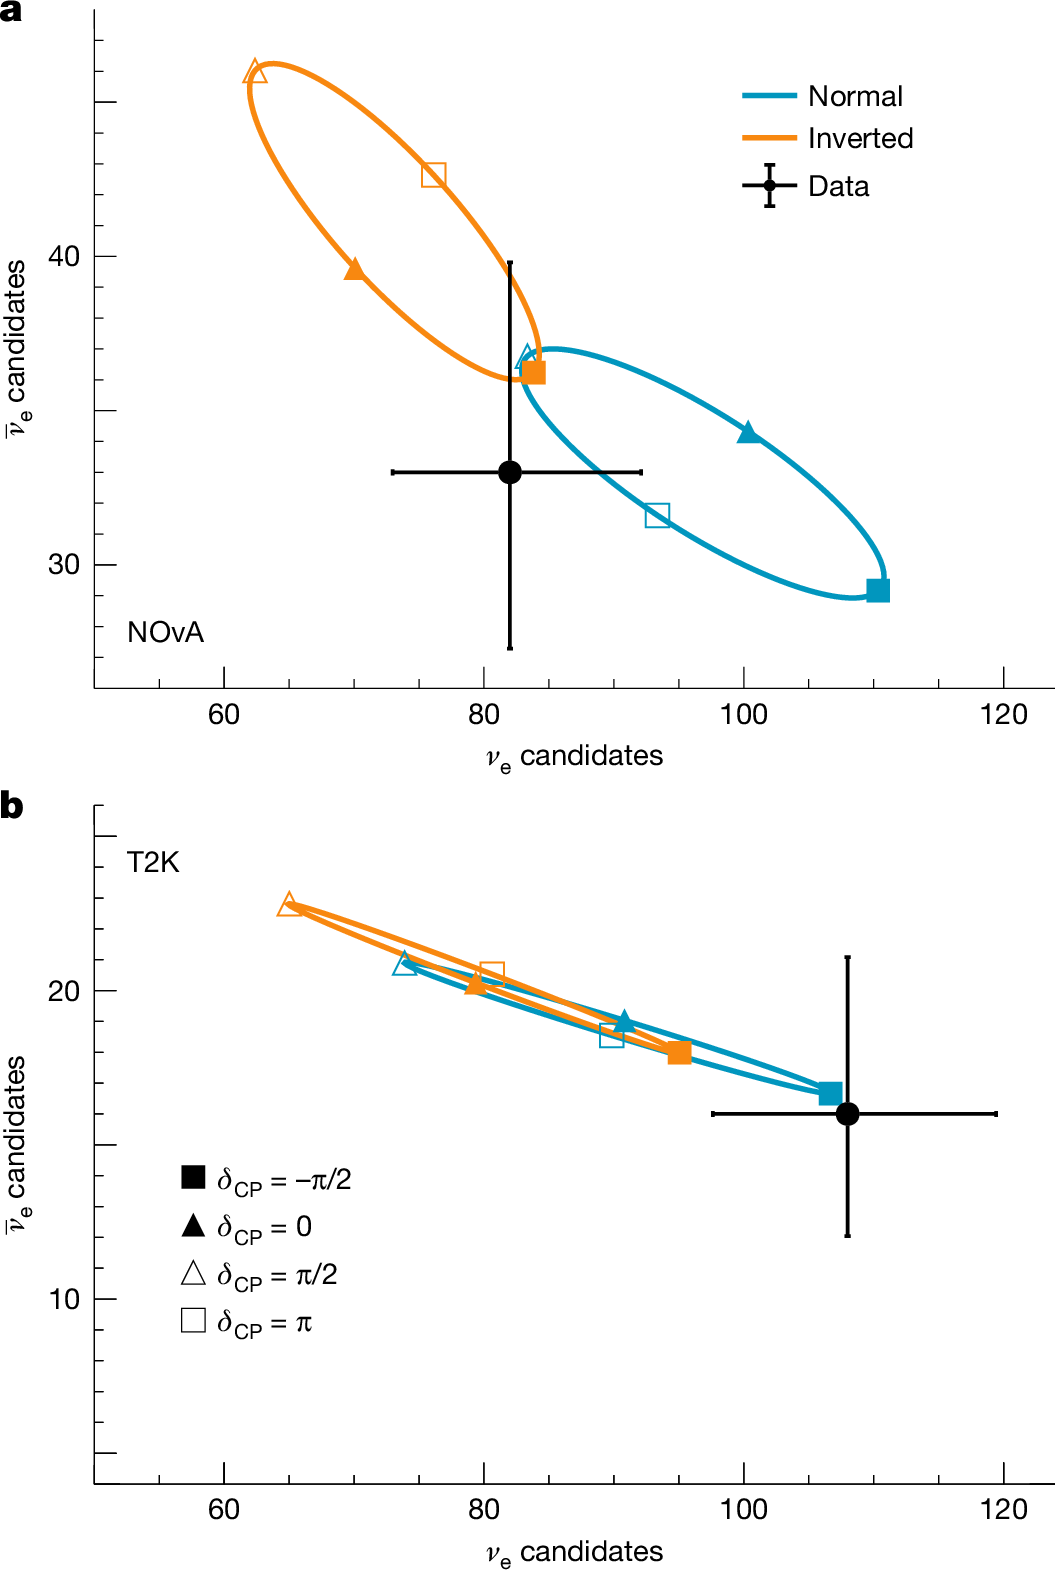 a
Normal
Inverted
Data
40
30
ν̅e candidates
NOvA
60 80 100 120
νe candidates
b
T2K
20
10
ν̅e candidates
δCP = –π/2
δCP = 0
δCP = π/2
δCP = π
60 80 100 120
νe candidates